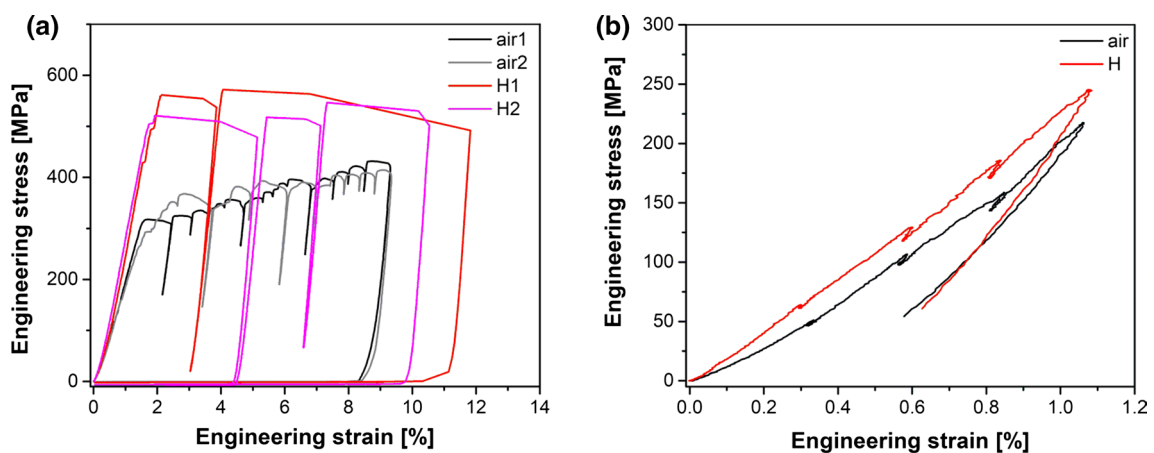 (a)
air1
air2
H1
H2
600
400
200
0
0 2 4 6 8 10 12 14
Engineering stress [MPa]
Engineering strain [%]
(b)
air
H
300
250
200
150
100
50
0
0.0 0.2 0.4 0.6 0.8 1.0 1.2
Engineering stress [MPa]
Engineering strain [%]